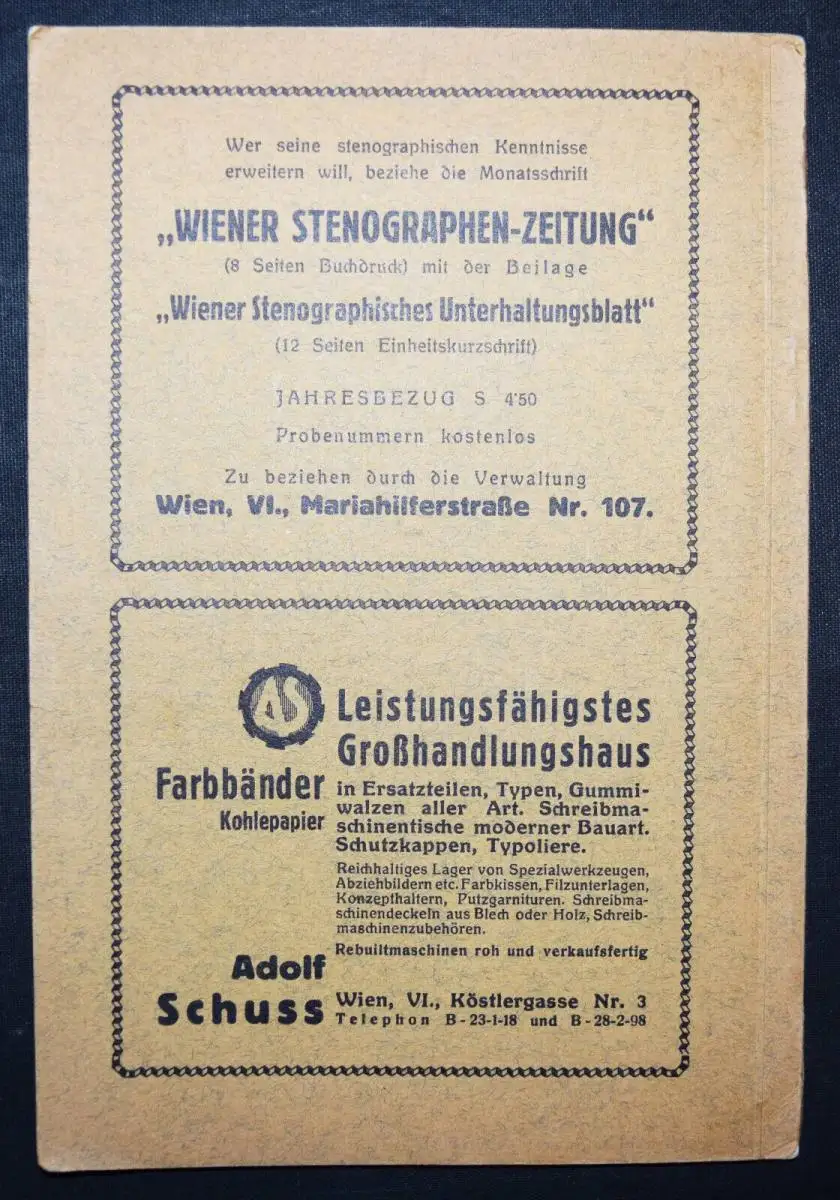 Wer seine stenographischen Kenntnisse
erweitern will, beziehe die Monatsschrift
„WIENER STENOGRAPHEN-ZEITUNG“
(8 Seiten Buchdruck) mit der Beilage
„Wiener Stenographisches Unterhaltungsblatt“
(12 Seiten Einheitskurzschrift)
JAHRESBEZUG S 4'50
Probenummern kostenlos
Zu beziehen durch die Verwaltung
Wien, VI., Mariahilferstraße Nr. 107.
AS
Leistungsfähigstes
Großhandlungshaus
Farbbänder
Kohlepapier
in Ersatzteilen, Typen, Gummi-
walzen aller Art. Schreibma-
schinentische moderner Bauart.
Schutzkappen, Typoliere.
Reichhaltiges Lager von Spezialwerkzeugen,
Abziehbildern etc. Farbkissen, Filzunterlagen,
Konzepthaltern, Putzgarnituren. Schreibma-
schinendeckeln aus Blech oder Holz, Schreib-
maschinenzubehören.
Rebuiltmaschinen roh und verkaufsfertig
Adolf
Schuss
Wien, VI., Köstlergasse Nr. 3
Telephon B-23-1-18 und B-28-2-98